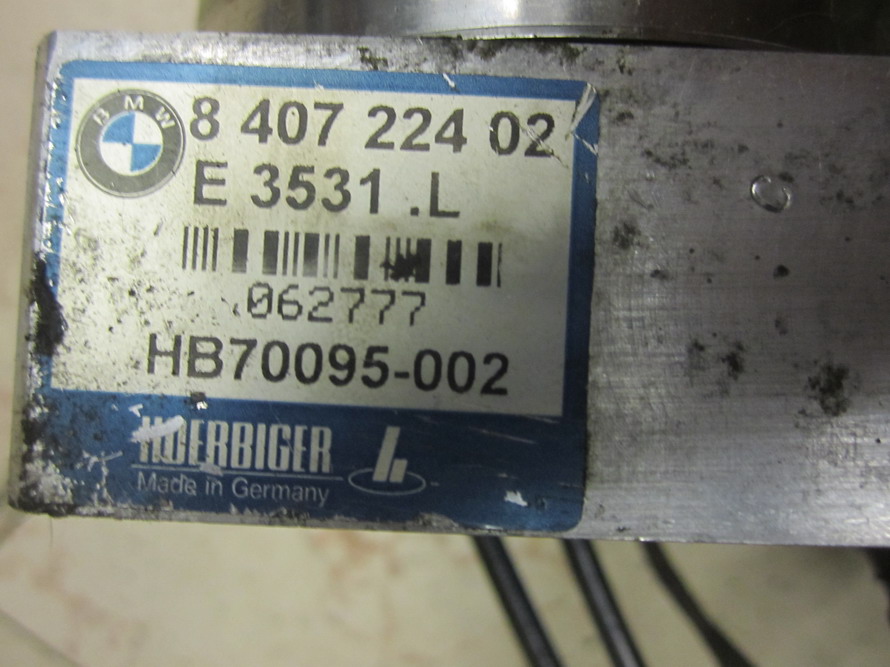 BMW
8 407 224 02
E 3531 .L
062777
HB70095-002
HOERBIGER
Made in Germany